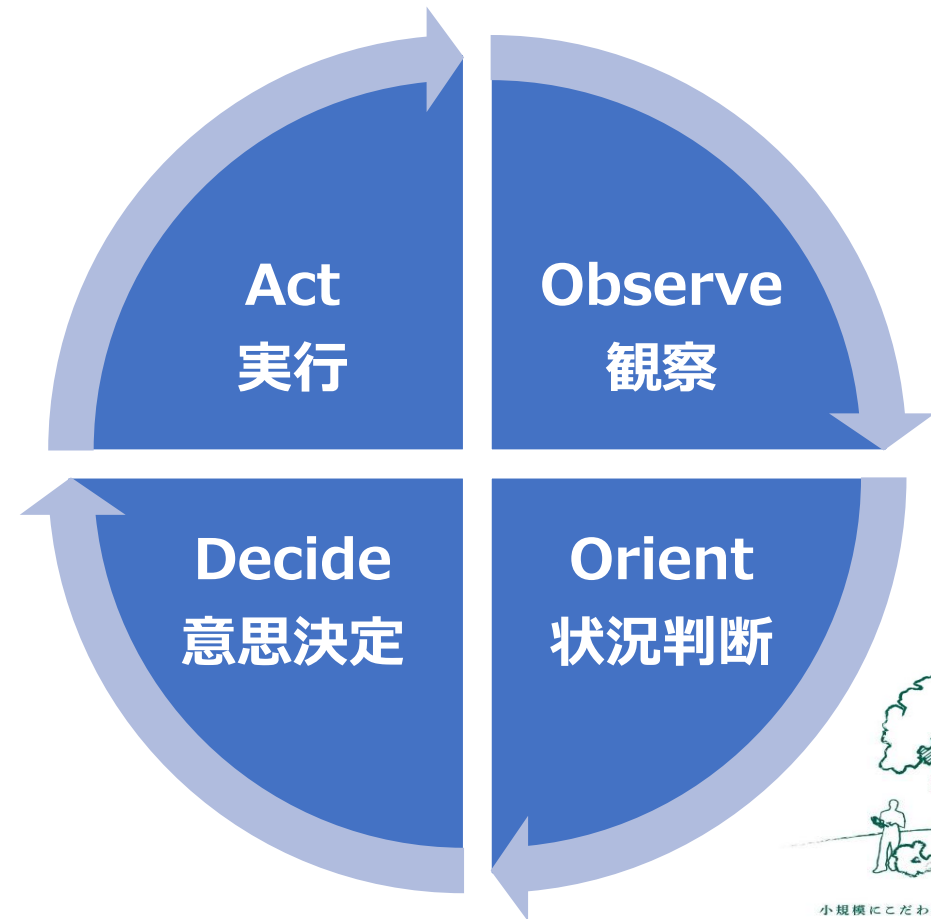 Act
実行
Observe
観察
Decide
意思決定
Orient
状況判断
小規模にこだわ